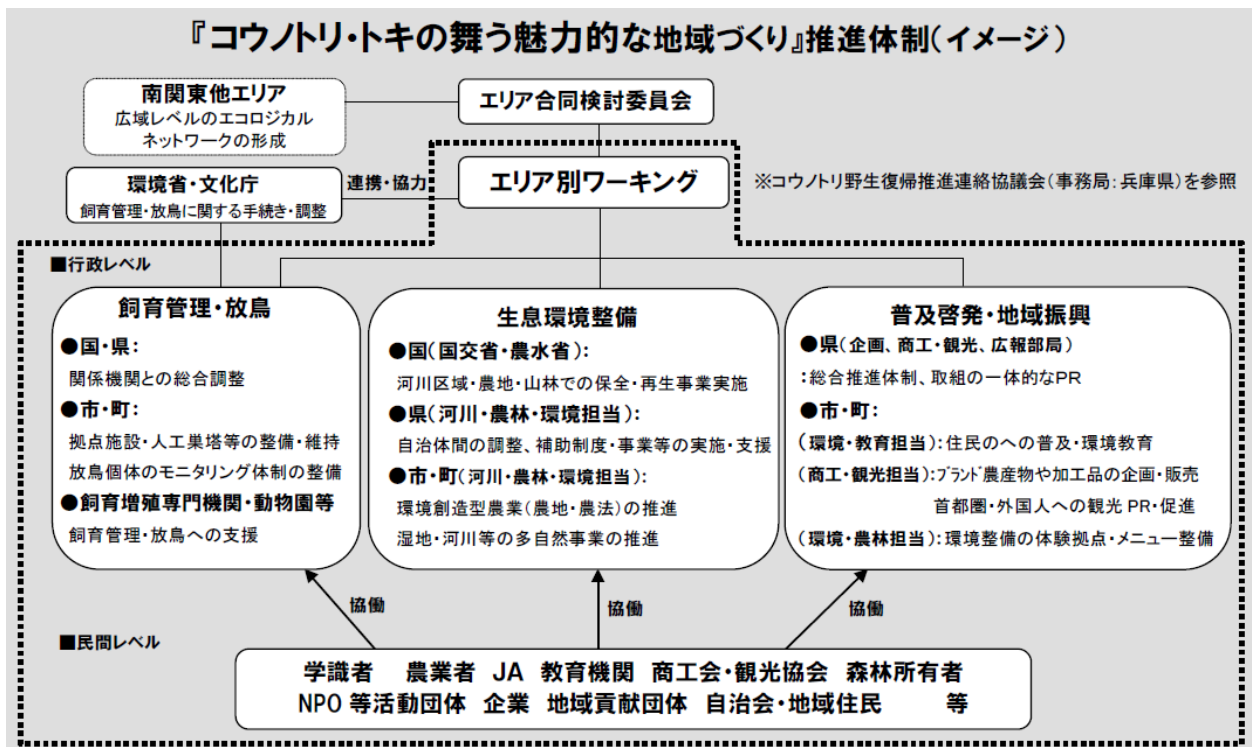 『コウノトリ・トキの舞う魅力的な地域づくり』推進体制（イメージ）
南関東他エリア
広域レベルのエコロジカル
ネットワークの形成
エリア合同検討委員会
環境省・文化庁
飼育管理・放鳥に関する手続き・調整
連携・協力
エリア別ワーキング
※コウノトリ野生復帰推進連絡協議会（事務局：兵庫県）を参照
■行政レベル
飼育管理・放鳥
●国・県：
関係機関との総合調整
●市・町：
拠点施設・人工巣塔等の整備・維持
放鳥個体のモニタリング体制の整備
●飼育増殖専門機関・動物園等
飼育管理・放鳥への支援
生息環境整備
●国（国交省・農水省）：
河川区域・農地・山林での保全・再生事業実施
●県（河川・農林・環境担当）：
自治体間の調整、補助制度・事業等の実施・支援
●市・町（河川・農林・環境担当）：
環境創造型農業（農地・農法）の推進
湿地・河川等の多自然事業の推進
普及啓発・地域振興
●県（企画、商工・観光、広報部局）
：総合推進体制、取組の一体的なPR
●市・町：
（環境・教育担当）：住民のへの普及・環境教育
（商工・観光担当）：ブランド農産物や加工品の企画・販売
首都圏・外国人への観光PR・促進
（環境・農林担当）：環境整備の体験拠点・メニュー整備
協働
協働
協働
■民間レベル
学識者 農業者 JA 教育機関 商工会・観光協会 森林所有者
NPO等活動団体 企業 地域貢献団体 自治会・地域住民 等